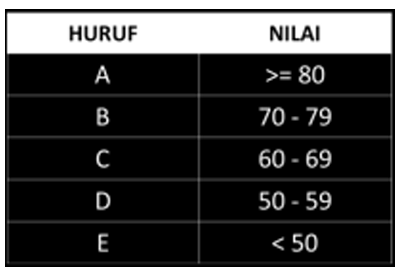 HURUF NILAI
A >= 80
B 70 - 79
C 60 - 69
D 50 - 59
E < 50